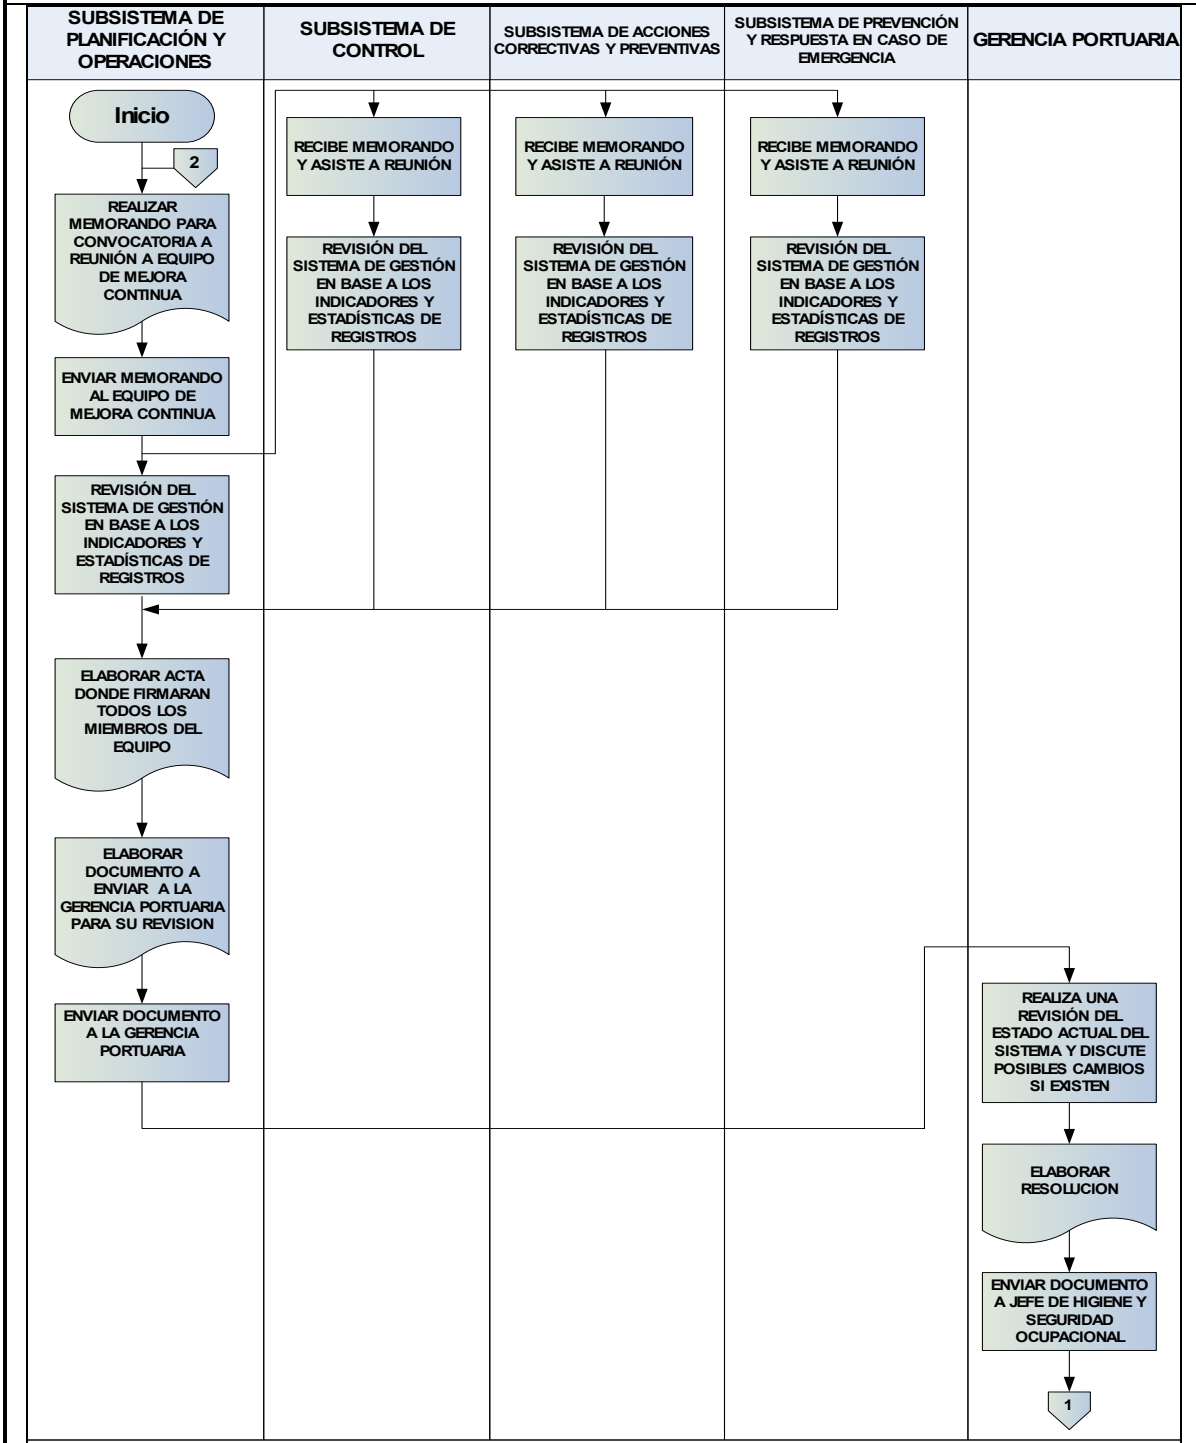 SUBSISTEMA DE
PLANIFICACIÓN Y
OPERACIONES
SUBSISTEMA DE
CONTROL
SUBSISTEMA DE ACCIONES
CORRECTIVAS Y PREVENTIVAS
SUBSISTEMA DE PREVENCIÓN
Y RESPUESTA EN CASO DE
EMERGENCIA
GERENCIA PORTUARIA
Inicio
2
REALIZAR
MEMORANDO PARA
CONVOCATORIA A
REUNIÓN A EQUIPO
DE MEJORA
CONTINUA
ENVIAR MEMORANDO
AL EQUIPO DE
MEJORA CONTINUA
REVISIÓN DEL
SISTEMA DE GESTIÓN
EN BASE A LOS
INDICADORES Y
ESTADÍSTICAS DE
REGISTROS
ELABORAR ACTA
DONDE FIRMARAN
TODOS LOS
MIEMBROS DEL
EQUIPO
ELABORAR
DOCUMENTO A
ENVIAR A LA
GERENCIA PORTUARIA
PARA SU REVISION
ENVIAR DOCUMENTO
A LA GERENCIA
PORTUARIA
RECIBE MEMORANDO
Y ASISTE A REUNIÓN
REVISIÓN DEL
SISTEMA DE GESTIÓN
EN BASE A LOS
INDICADORES Y
ESTADÍSTICAS DE
REGISTROS
RECIBE MEMORANDO
Y ASISTE A REUNIÓN
REVISIÓN DEL
SISTEMA DE GESTIÓN
EN BASE A LOS
INDICADORES Y
ESTADÍSTICAS DE
REGISTROS
RECIBE MEMORANDO
Y ASISTE A REUNIÓN
REVISIÓN DEL
SISTEMA DE GESTIÓN
EN BASE A LOS
INDICADORES Y
ESTADÍSTICAS DE
REGISTROS
REALIZA UNA
REVISIÓN DEL
ESTADO ACTUAL DEL
SISTEMA Y DISCUTE
POSIBLES CAMBIOS
SI EXISTEN
ELABORAR
RESOLUCION
ENVIAR DOCUMENTO
A JEFE DE HIGIENE Y
SEGURIDAD
OCUPACIONAL
1